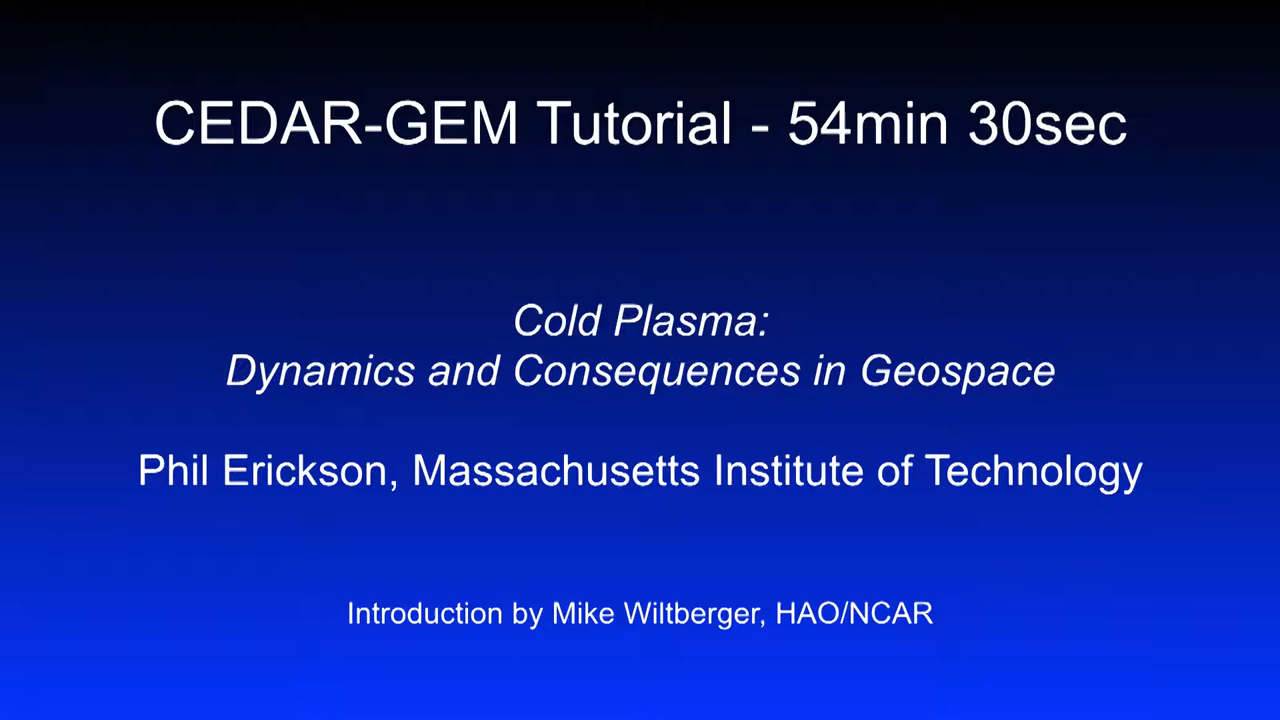 CEDAR-GEM Tutorial - 54min 30sec
Cold Plasma:
Dynamics and Consequences in Geospace
Phil Erickson, Massachusetts Institute of Technology
Introduction by Mike Wiltberger, HAO/NCAR